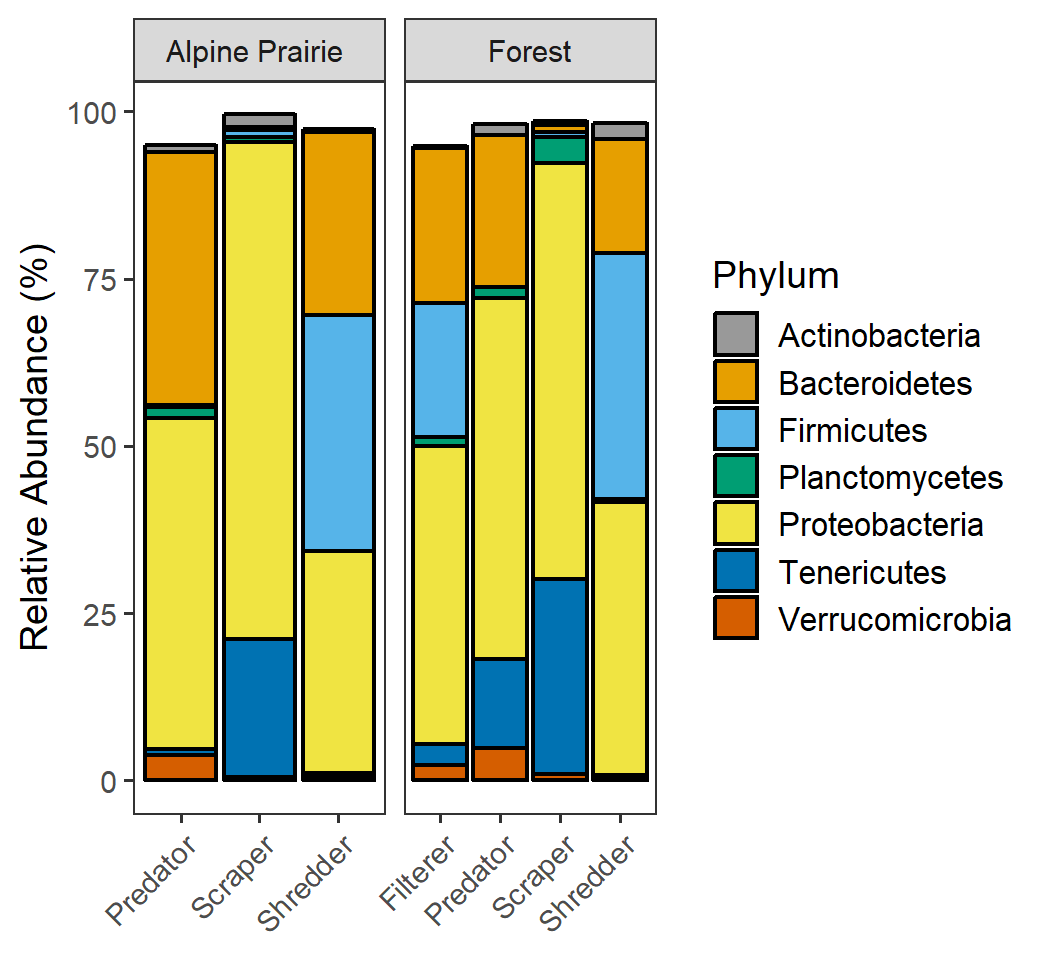 Alpine Prairie
Forest
Relative Abundance (%)
100
75
50
25
0
Predator
Scraper
Shredder
Filterer
Predator
Scraper
Shredder
Phylum
Actinobacteria
Bacteroidetes
Firmicutes
Planctomycetes
Proteobacteria
Tenericutes
Verrucomicrobia